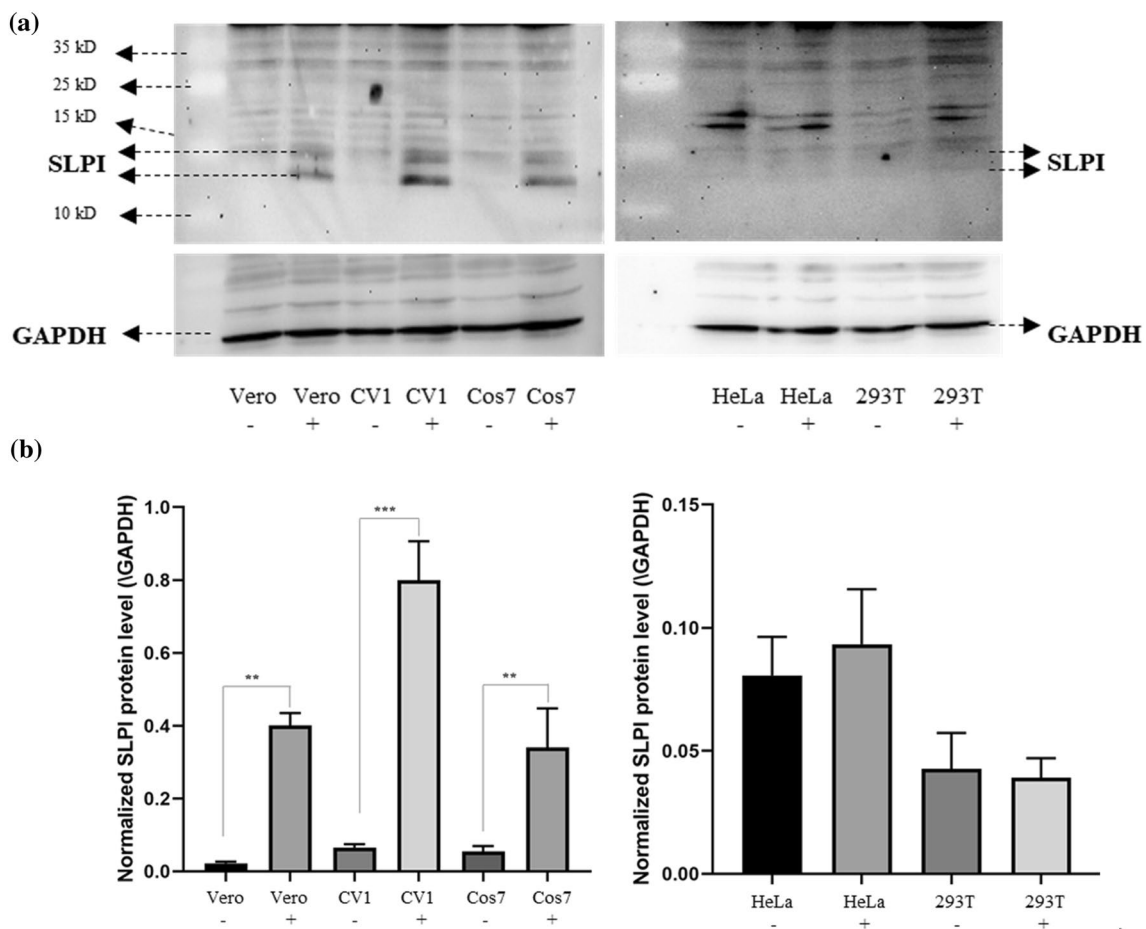 (a)
35 kD
25 kD
15 kD
SLPI
10 kD
SLPI
GAPDH
GAPDH
Vero Vero CV1 CV1 Cos7 Cos7
- + - + - +
HeLa HeLa 293T 293T
- + - +
(b)
Normalized SLPI protein level (\GAPDH)
1.0
0.8
0.6
0.4
0.2
0.0
**
***
**
Vero Vero CV1 CV1 Cos7 Cos7
- + - + - +
Normalized SLPI protein level (\GAPDH)
0.15
0.10
0.05
0.00
HeLa HeLa 293T 293T
- + - +